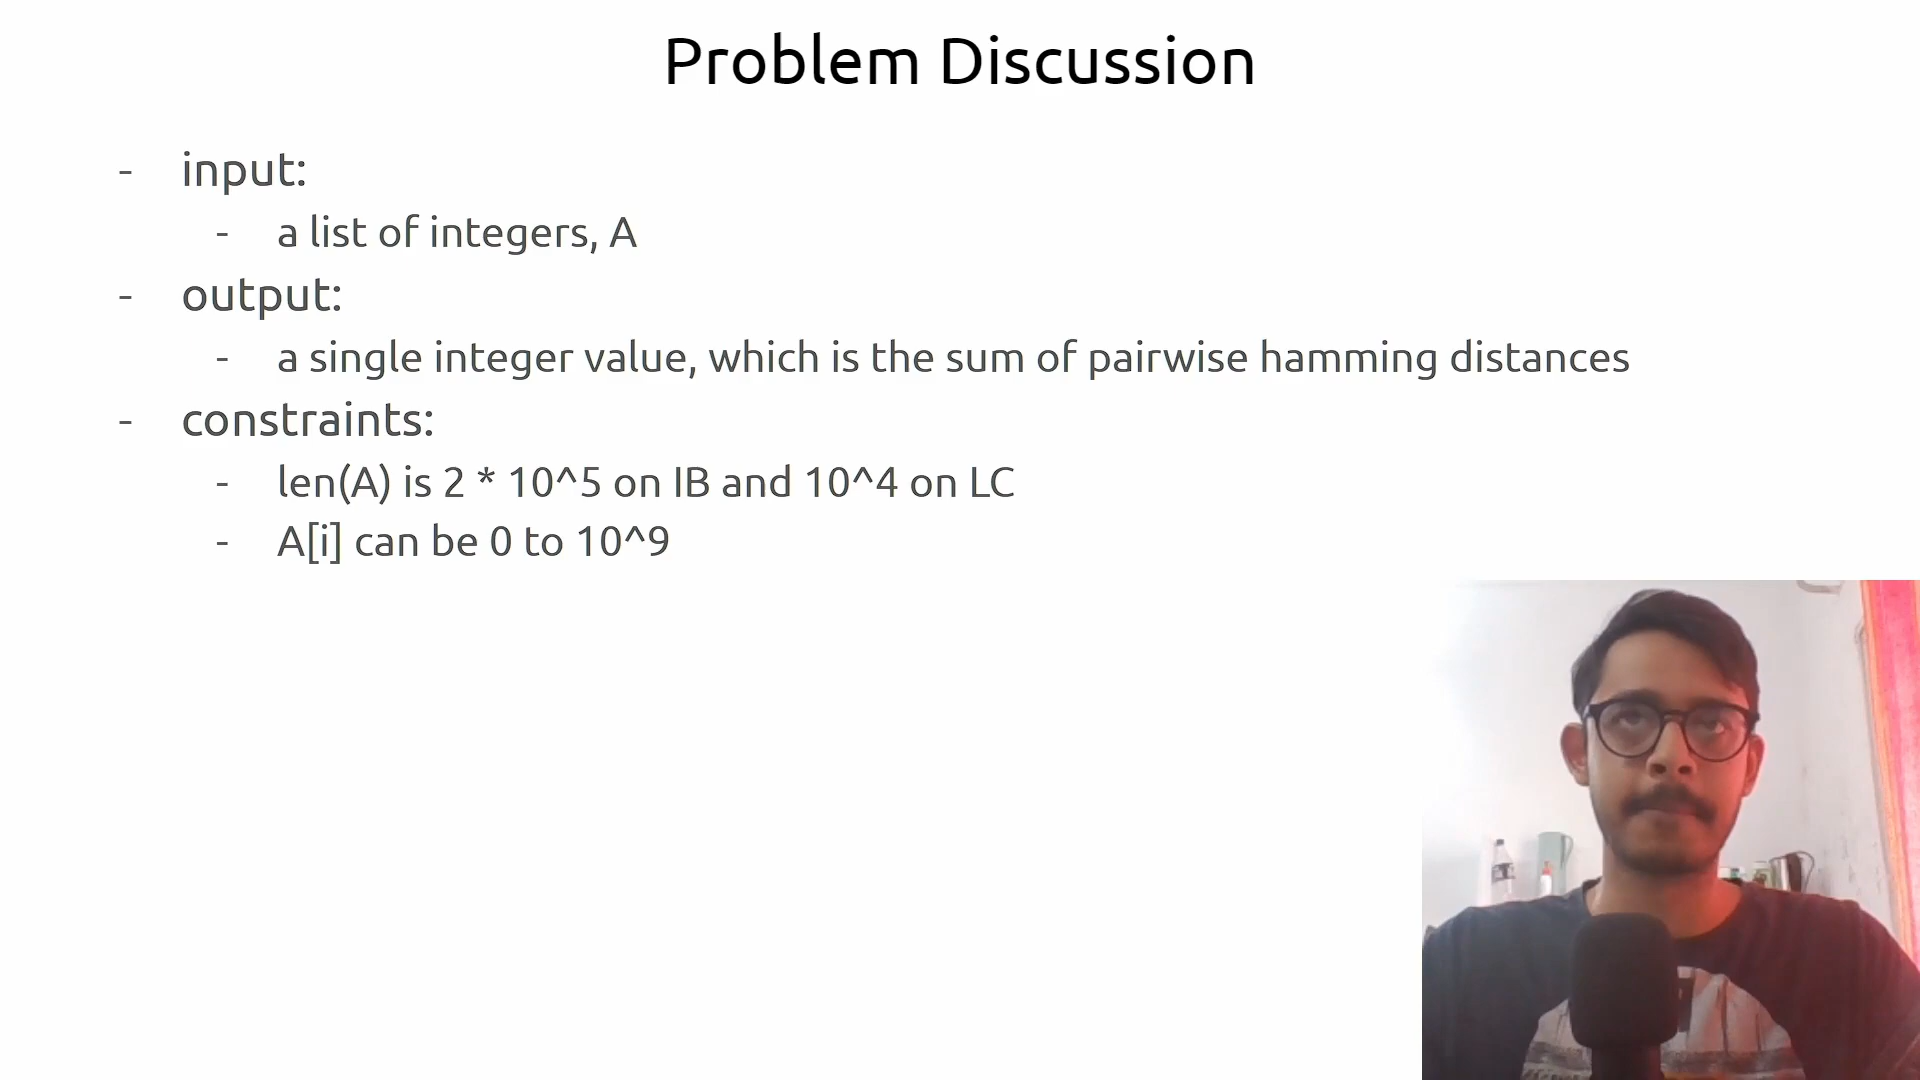 Problem Discussion
- input:
- a list of integers, A
- output:
- a single integer value, which is the sum of pairwise hamming distances
- constraints:
- len(A) is 2 * 10^5 on IB and 10^4 on LC
- A[i] can be 0 to 10^9